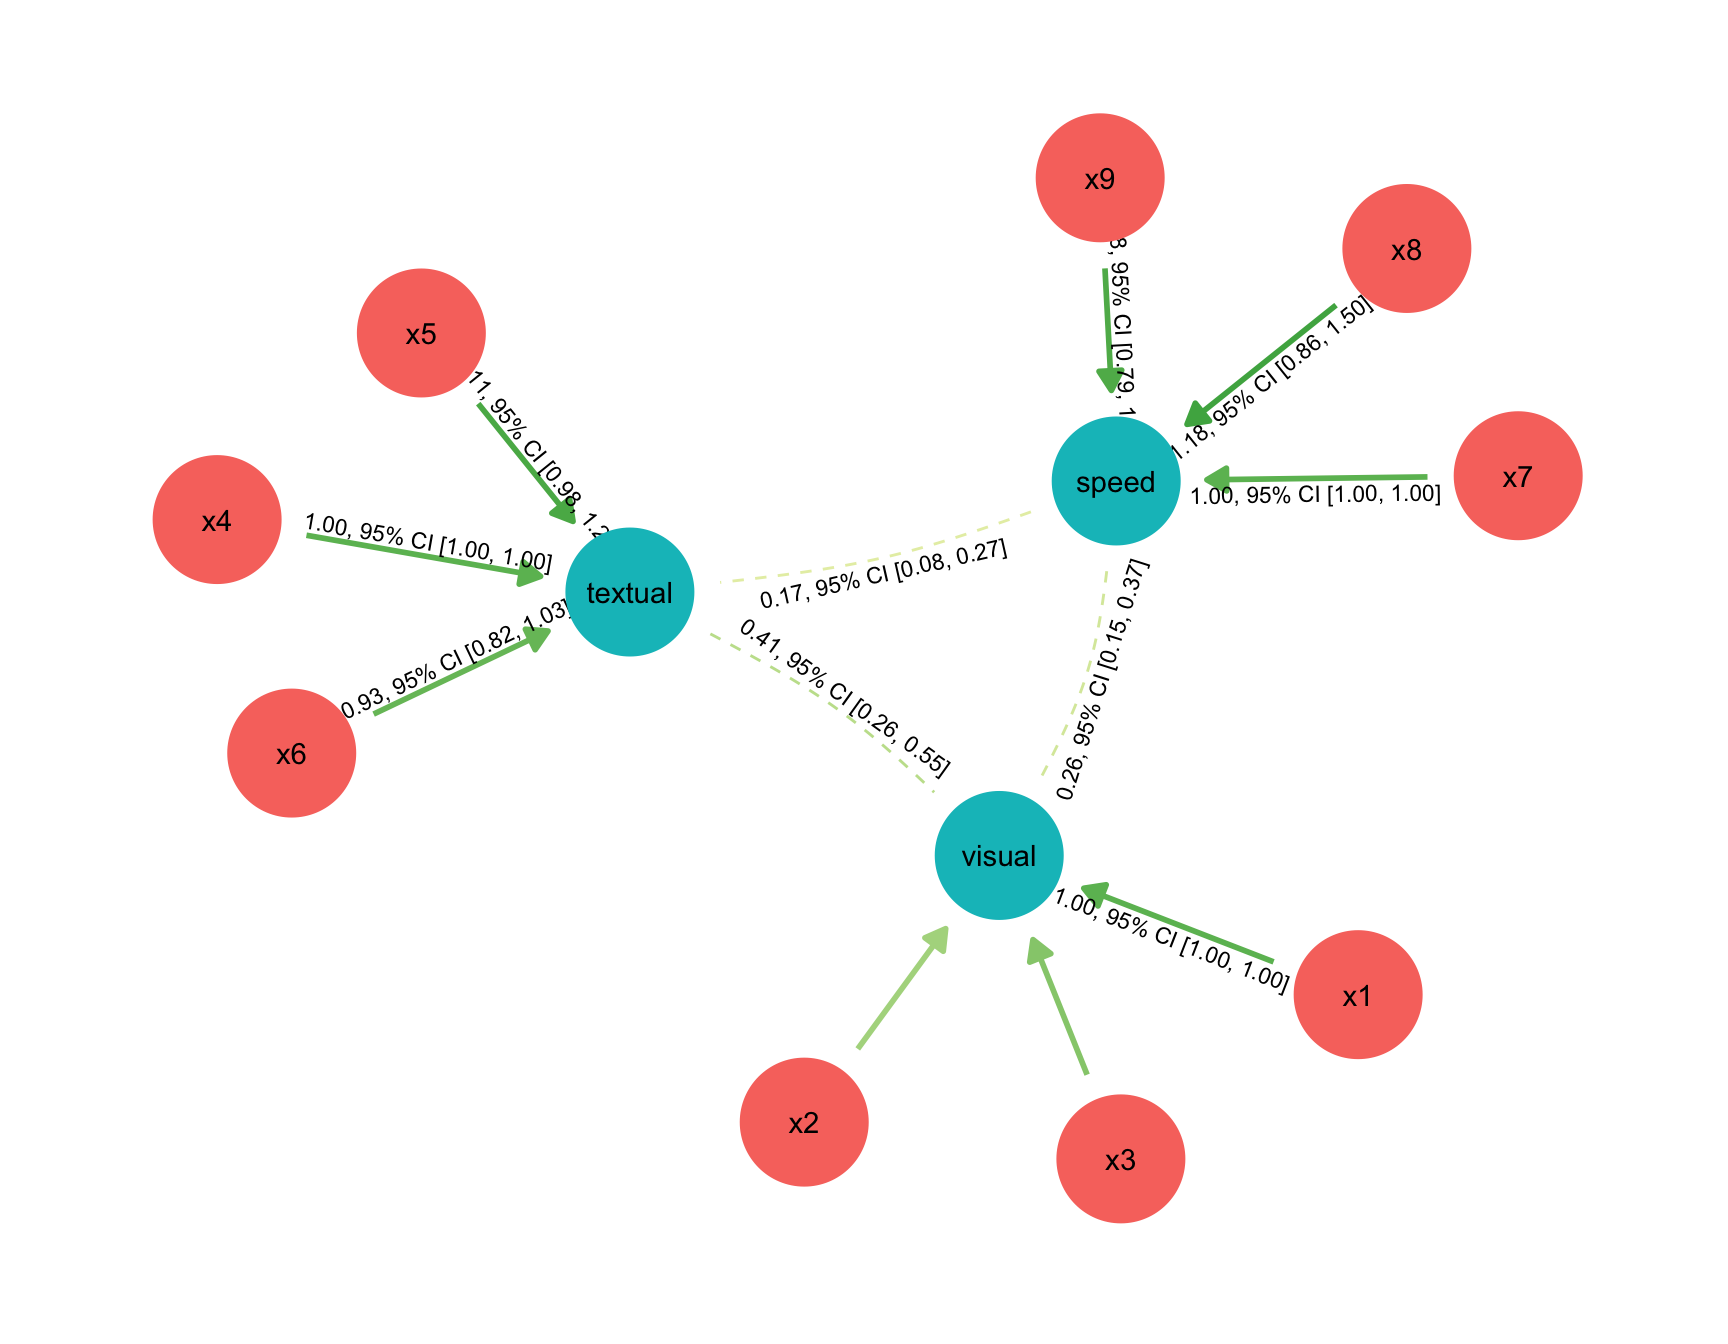 x9
x8
8, 95% CI [0.79, 1
x5
1.18, 95% CI [0.86, 1.50]
11, 95% CI [0.98, 1.2
speed
x7
1.00, 95% CI [1.00, 1.00]
x4
1.00, 95% CI [1.00, 1.00]
textual
0.17, 95% CI [0.08, 0.27]
0.93, 95% CI [0.82, 1.03]
x6
0.41, 95% CI [0.26, 0.55]
0.26, 95% CI [0.15, 0.37]
visual
1.00, 95% CI [1.00, 1.00]
x1
x2
x3